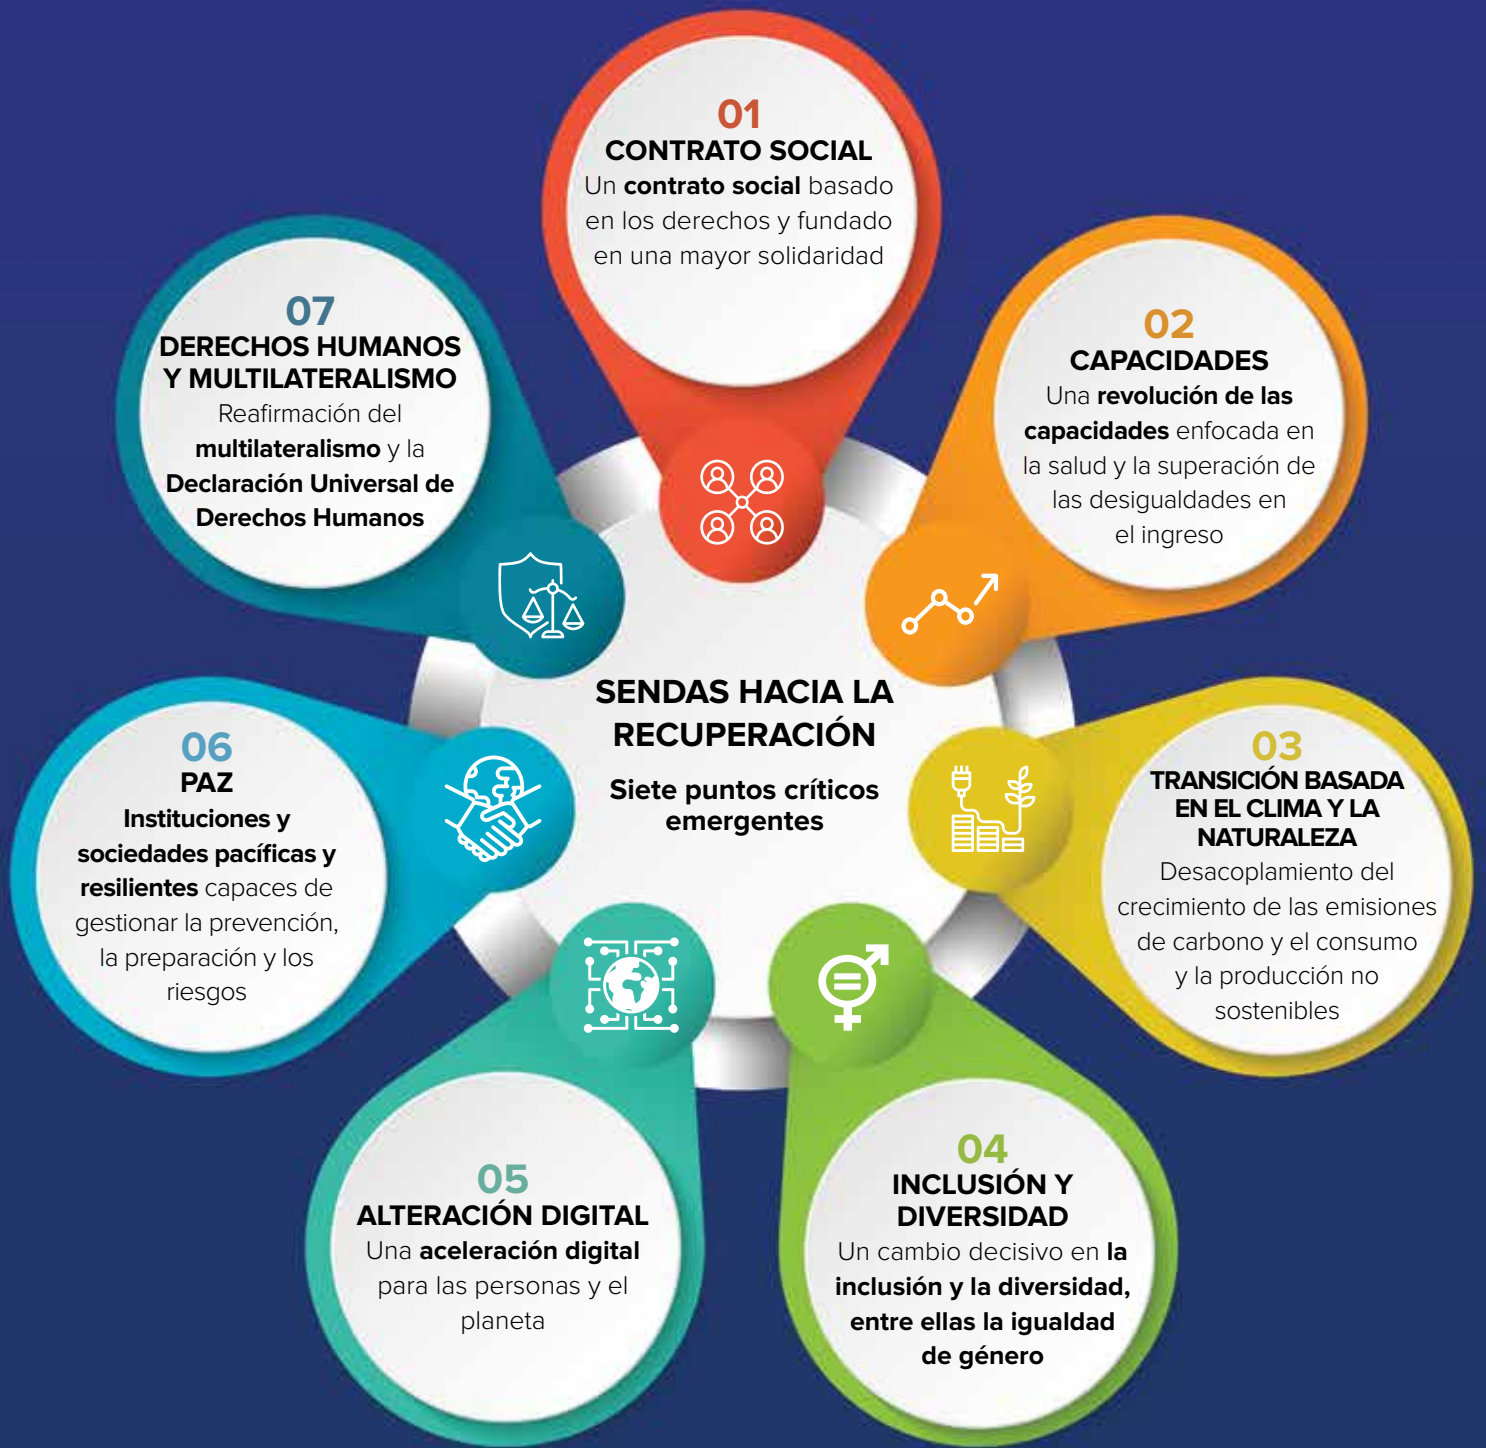 SENDAS HACIA LA
RECUPERACIÓN
Siete puntos críticos
emergentes
01
CONTRATO SOCIAL
Un contrato social basado
en los derechos y fundado
en una mayor solidaridad
02
CAPACIDADES
Una revolución de las
capacidades enfocada en
la salud y la superación de
las desigualdades en
el ingreso
03
TRANSICIÓN BASADA
EN EL CLIMA Y LA
NATURALEZA
Desacoplamiento del
crecimiento de las emisiones
de carbono y el consumo
y la producción no
sostenibles
04
INCLUSIÓN Y
DIVERSIDAD
Un cambio decisivo en la
inclusión y la diversidad,
entre ellas la igualdad
de género
05
ALTERACIÓN DIGITAL
Una aceleración digital
para las personas y el
planeta
06
PAZ
Instituciones y
sociedades pacíficas y
resilientes capaces de
gestionar la prevención,
la preparación y los
riesgos
07
DERECHOS HUMANOS
Y MULTILATERALISMO
Reafirmación del
multilateralismo y la
Declaración Universal de
Derechos Humanos